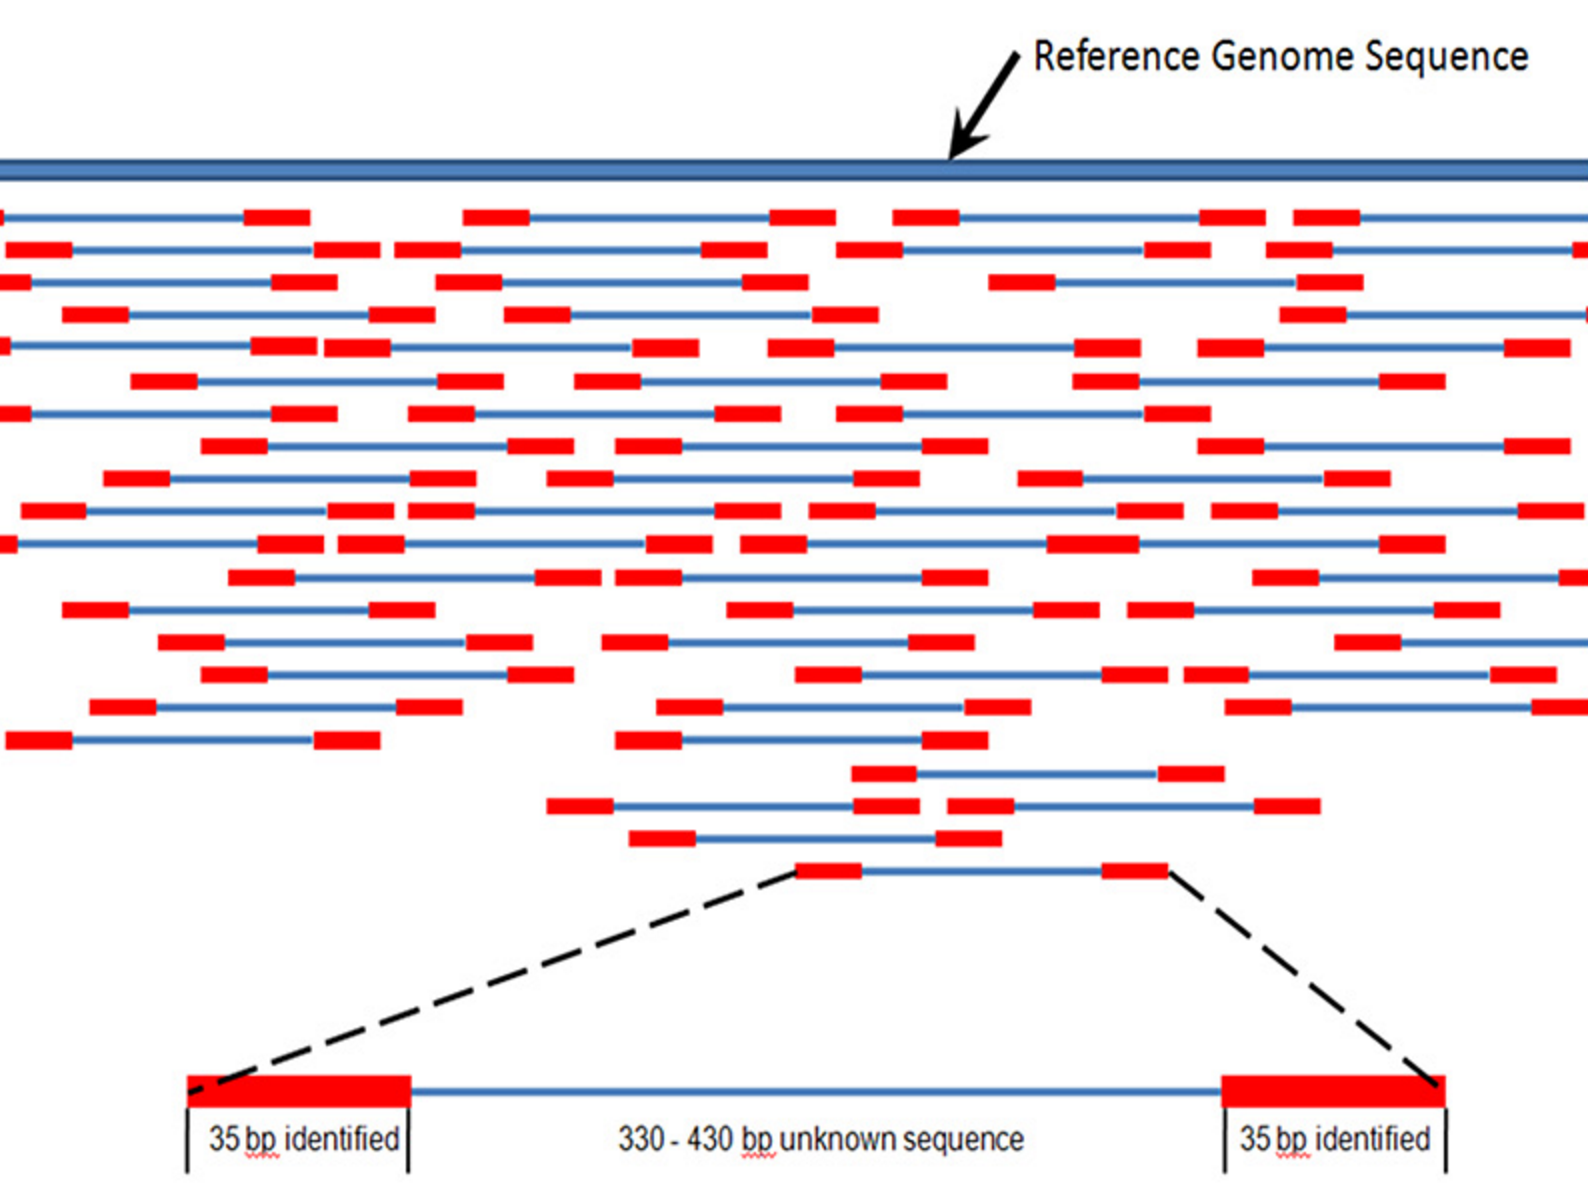 Reference Genome Sequence
35 bp identified
330 - 430 bp unknown sequence
35 bp identified